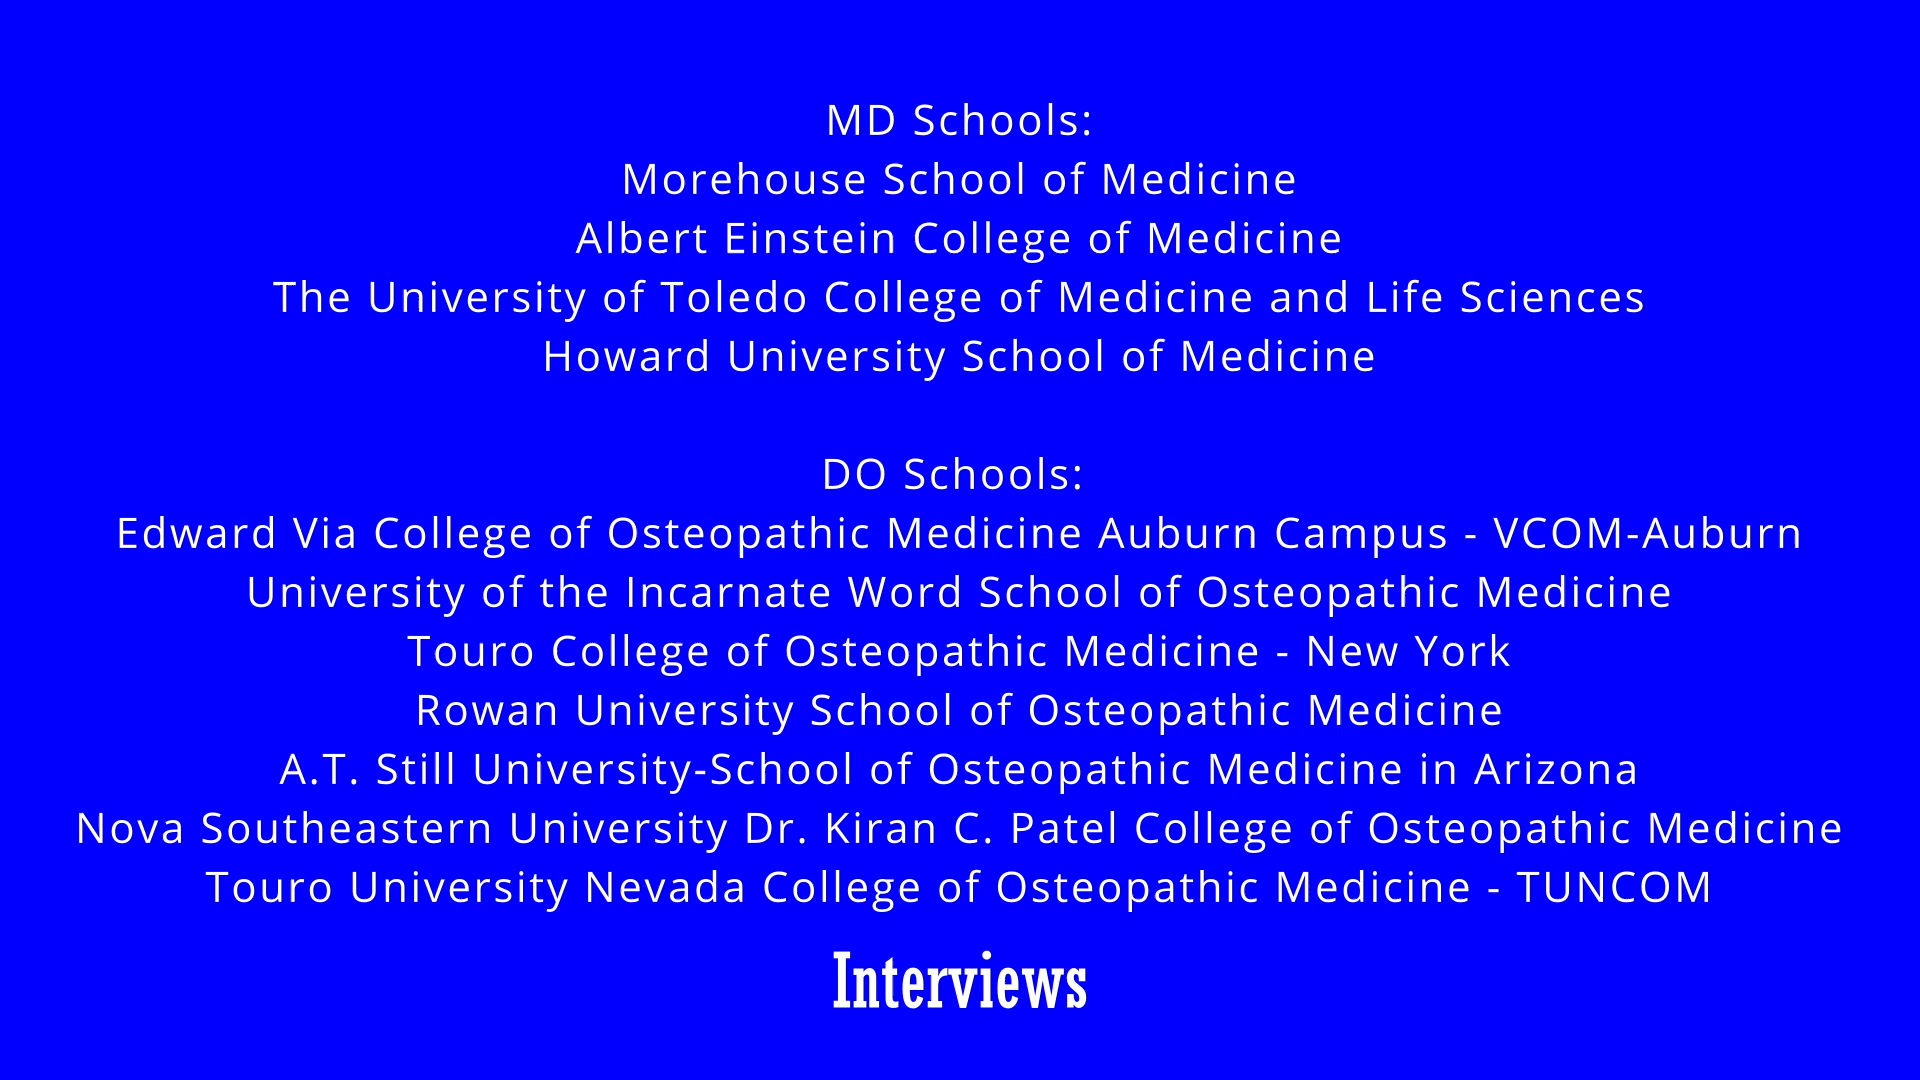 MD Schools:
Morehouse School of Medicine
Albert Einstein College of Medicine
The University of Toledo College of Medicine and Life Sciences
Howard University School of Medicine
DO Schools:
Edward Via College of Osteopathic Medicine Auburn Campus - VCOM-Auburn
University of the Incarnate Word School of Osteopathic Medicine
Touro College of Osteopathic Medicine - New York
Rowan University School of Osteopathic Medicine
A.T. Still University-School of Osteopathic Medicine in Arizona
Nova Southeastern University Dr. Kiran C. Patel College of Osteopathic Medicine
Touro University Nevada College of Osteopathic Medicine - TUNCOM
Interviews